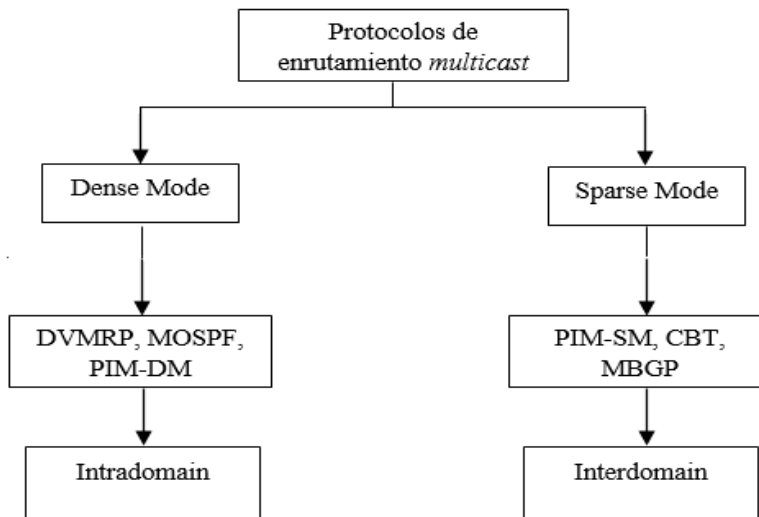 Protocolos de
enrutamiento multicast
Dense Mode
Sparse Mode
DVMRP, MOSPF,
PIM-DM
PIM-SM, CBT,
MBGP
Intradomain
Interdomain